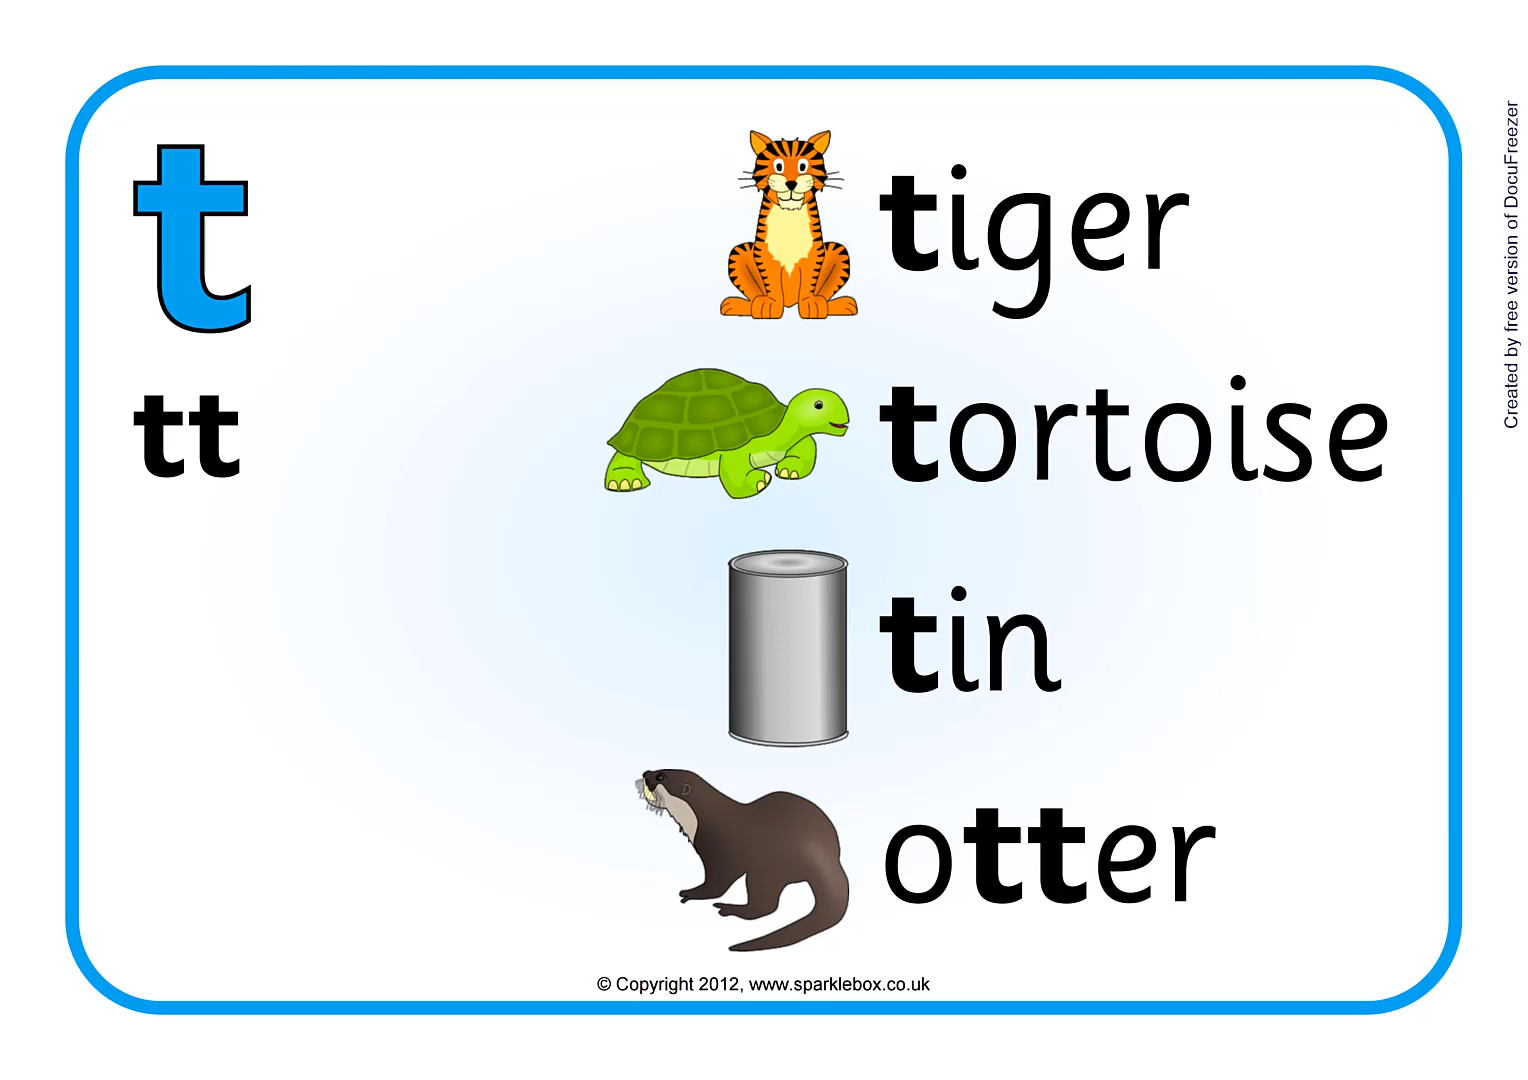 t
tt
tiger
tortoise
tin
otter
© Copyright 2012, www.sparklebox.co.uk
Created by free version of DocuFreezer